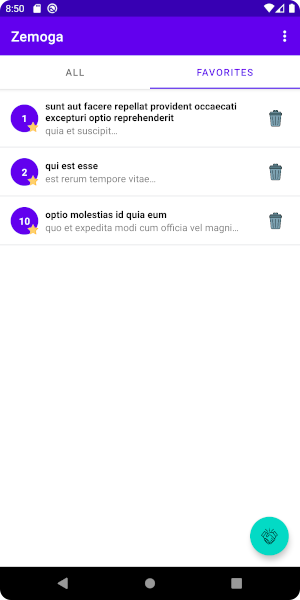 8:50
Zemoga
ALL
FAVORITES
1
sunt aut facere repellat provident occaecati
excepturi optio reprehenderit
quia et suscipit...
2
qui est esse
est rerum tempore vitae...
10
optio molestias id quia eum
quo et expedita modi cum officia vel magni...